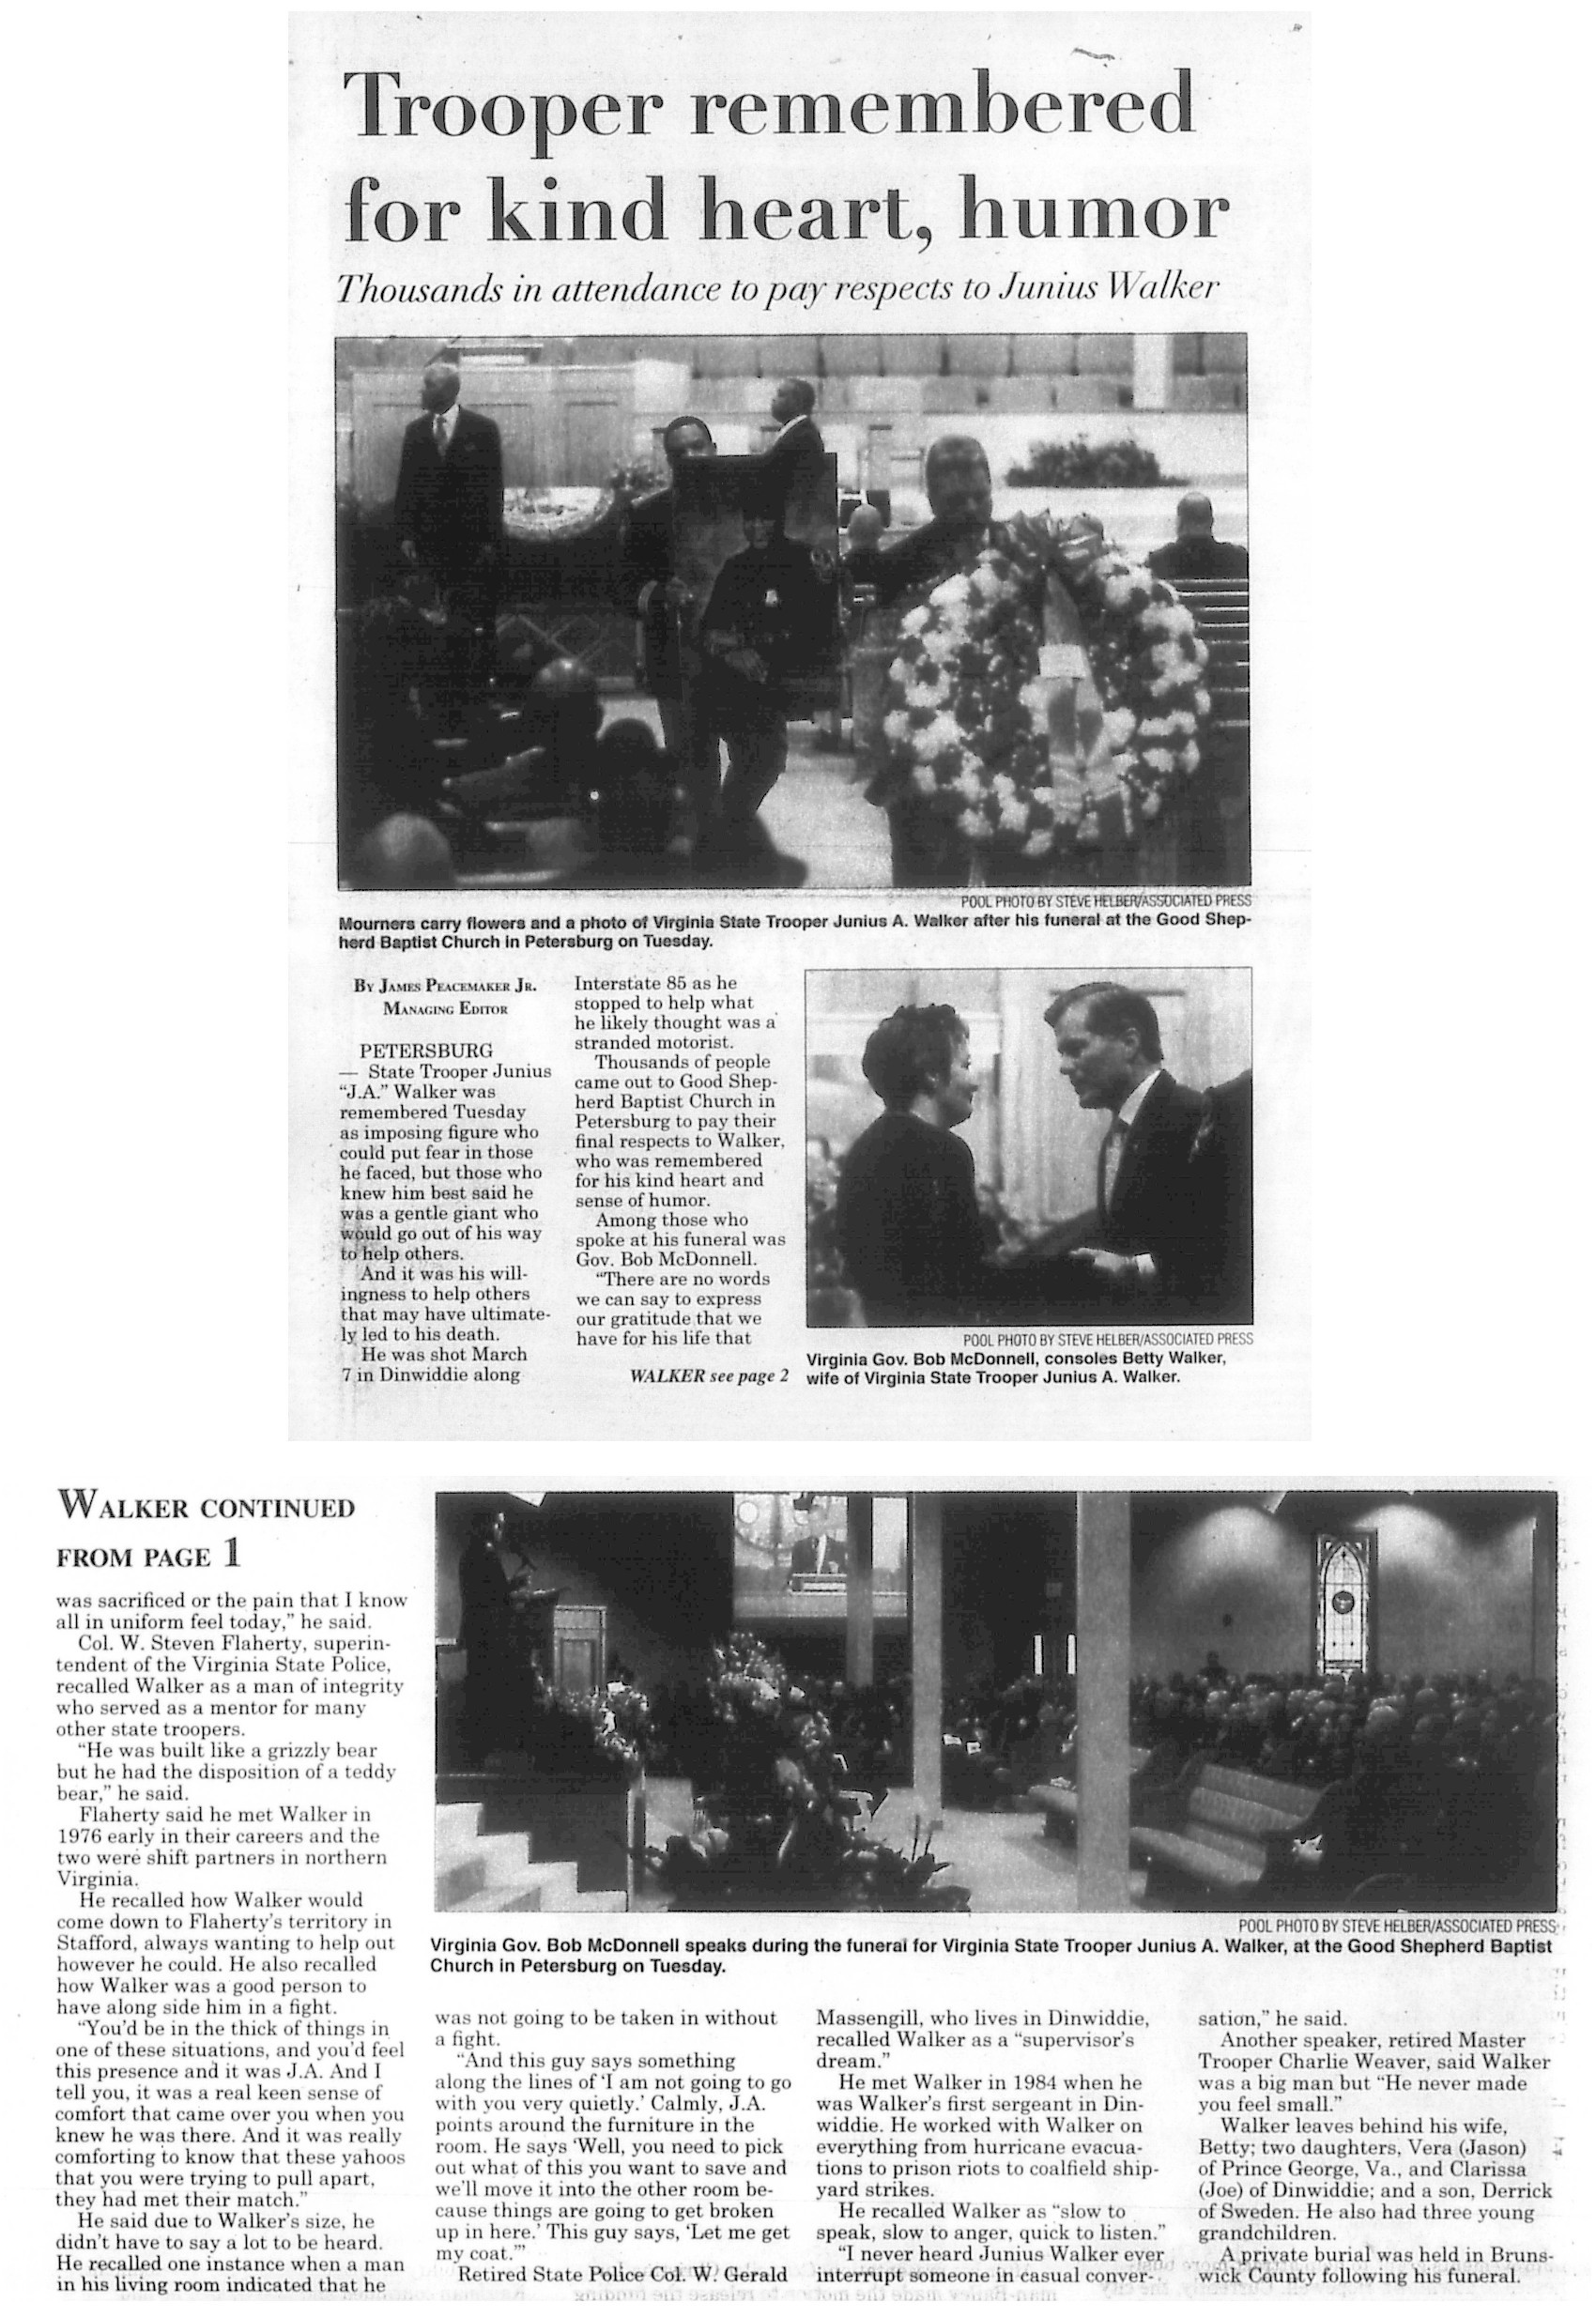 Trooper remembered
for kind heart, humor
Thousands in attendance to pay respects to Junius Walker
POOL PHOTO BY STEVE HELBER/ASSOCIATED PRESS
Mourners carry flowers and a photo of Virginia State Trooper Junius A. Walker after his funeral at the Good Shep-
herd Baptist Church in Petersburg on Tuesday.
BY JAMES PEACEMAKER JR.
MANAGING EDITOR
PETERSBURG
— State Trooper Junius
“J.A.” Walker was
remembered Tuesday
as imposing figure who
could put fear in those
he faced, but those who
knew him best said he
was a gentle giant who
would go out of his way
to help others.
And it was his will-
ingness to help others
that may have ultimate-
ly led to his death.
He was shot March
7 in Dinwiddie along
Interstate 85 as he
stopped to help what
he likely thought was a
stranded motorist.
Thousands of people
came out to Good Shep-
herd Baptist Church in
Petersburg to pay their
final respects to Walker,
who was remembered
for his kind heart and
sense of humor.
Among those who
spoke at his funeral was
Gov. Bob McDonnell.
“There are no words
we can say to express
our gratitude that we
have for his life that
WALKER see page 2
POOL PHOTO BY STEVE HELBER/ASSOCIATED PRESS
Virginia Gov. Bob McDonnell, consoles Betty Walker,
wife of Virginia State Trooper Junius A. Walker.
WALKER CONTINUED
FROM PAGE 1
was sacrificed or the pain that I know
all in uniform feel today,” he said.
Col. W. Steven Flaherty, superin-
tendent of the Virginia State Police,
recalled Walker as a man of integrity
who served as a mentor for many
other state troopers.
“He was built like a grizzly bear
but he had the disposition of a teddy
bear,” he said.
Flaherty said he met Walker in
1976 early in their careers and the
two were shift partners in northern
Virginia.
He recalled how Walker would
come down to Flaherty's territory in
Stafford, always wanting to help out
however he could. He also recalled
how Walker was a good person to
have along side him in a fight.
“You'd be in the thick of things in
one of these situations, and you'd feel
this presence and it was J.A. And I
tell you, it was a real keen sense of
comfort that came over you when you
knew he was there. And it was really
comforting to know that these yahoos
that you were trying to pull apart,
they had met their match.”
He said due to Walker's size, he
didn't have to say a lot to be heard.
He recalled one instance when a man
in his living room indicated that he
POOL PHOTO BY STEVE HELBER/ASSOCIATED PRESS
Virginia Gov. Bob McDonnell speaks during the funeral for Virginia State Trooper Junius A. Walker, at the Good Shepherd Baptist
Church in Petersburg on Tuesday.
was not going to be taken in without
a fight.
“And this guy says something
along the lines of ‘I am not going to go
with you very quietly.’ Calmly, J.A.
points around the furniture in the
room. He says ‘Well, you need to pick
out what of this you want to save and
we'll move it into the other room be-
cause things are going to get broken
up in here.’ This guy says, ‘Let me get
my coat.’”
Retired State Police Col. W. Gerald
Massengill, who lives in Dinwiddie,
recalled Walker as a “supervisor's
dream.”
He met Walker in 1984 when he
was Walker's first sergeant in Din-
widdie. He worked with Walker on
everything from hurricane evacua-
tions to prison riots to coalfield ship-
yard strikes.
He recalled Walker as “slow to
speak, slow to anger, quick to listen.”
“I never heard Junius Walker ever
interrupt someone in casual conver-
sation,” he said.
Another speaker, retired Master
Trooper Charlie Weaver, said Walker
was a big man but “He never made
you feel small.”
Walker leaves behind his wife,
Betty; two daughters, Vera (Jason)
of Prince George, Va., and Clarissa
(Joe) of Dinwiddie; and a son, Derrick
of Sweden. He also had three young
grandchildren.
A private burial was held in Bruns-
wick County following his funeral.